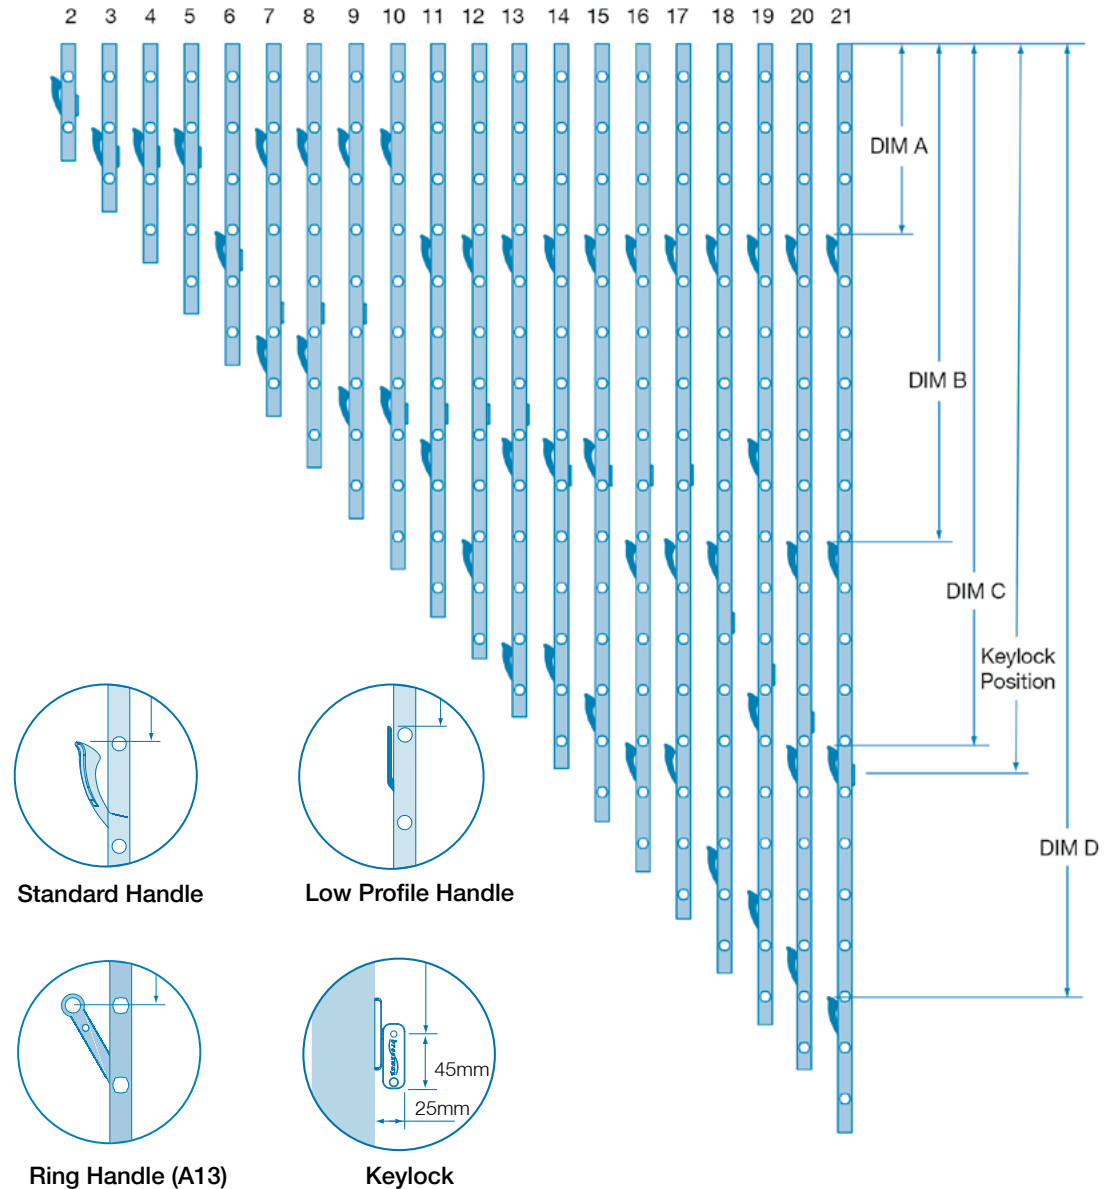 2 3 4 5 6 7 8 9 10 11 12 13 14 15 16 17 18 19 20 21
DIM A
DIM B
DIM C
Keylock
Position
DIM D
Standard Handle
Low Profile Handle
45mm
25mm
Ring Handle (A13)
Keylock